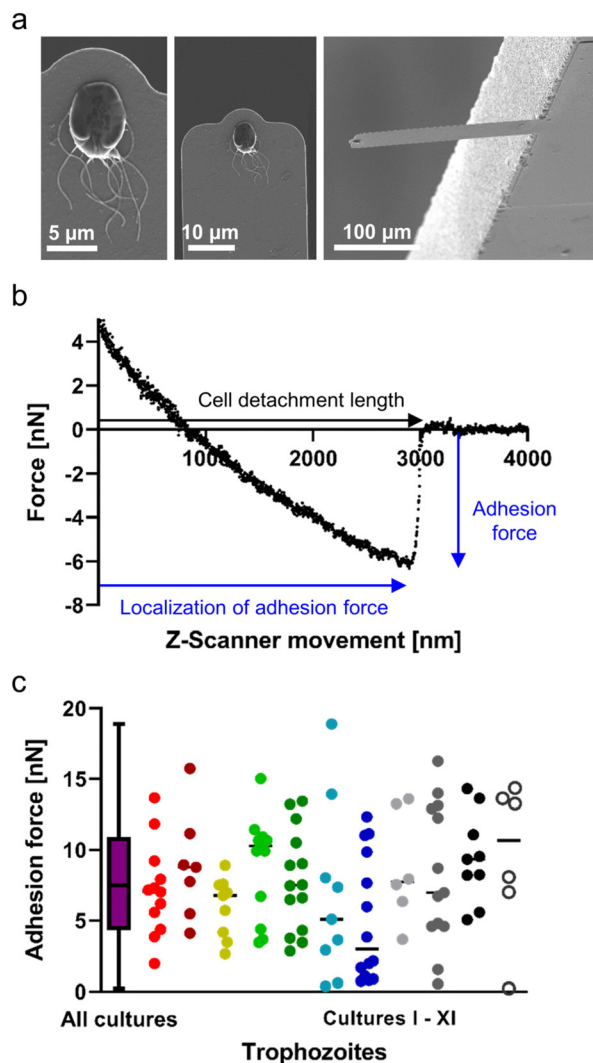 a
5 µm
10 µm
100 µm
b
4
2
0
-2
-4
-6
-8
Force [nN]
Cell detachment length
1000
2000
3000
4000
Adhesion
force
Localization of adhesion force
Z-Scanner movement [nm]
c
20
15
10
5
0
Adhesion force [nN]
All cultures
Cultures I - XI
Trophozoites